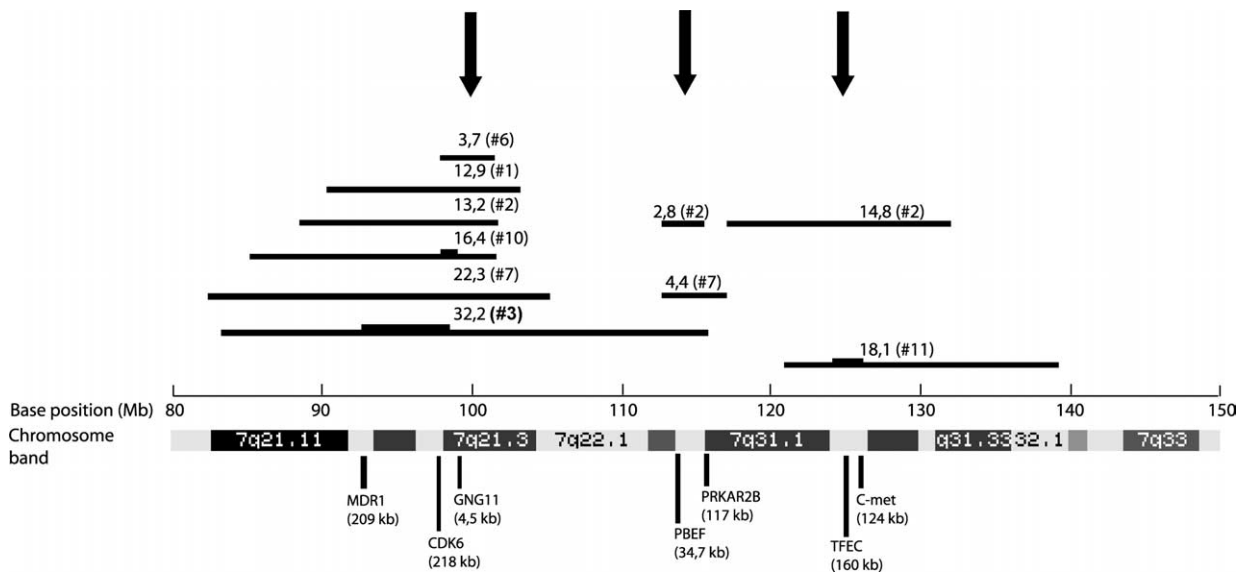 3,7 (#6)
12,9 (#1)
13,2 (#2)
2,8 (#2)
14,8 (#2)
16,4 (#10)
22,3 (#7)
4,4 (#7)
32,2 (#3)
18,1 (#11)
Base position (Mb)
80 90 100 110 120 130 140 150
Chromosome
band
7q21.11 7q21.3 7q22.1 7q31.1 q31.33 32.1 7q33
MDR1
(209 kb)
GNG11
(4,5 kb)
PRKAR2B
(117 kb)
C-met
(124 kb)
CDK6
(218 kb)
PBEF
(34,7 kb)
TFEC
(160 kb)